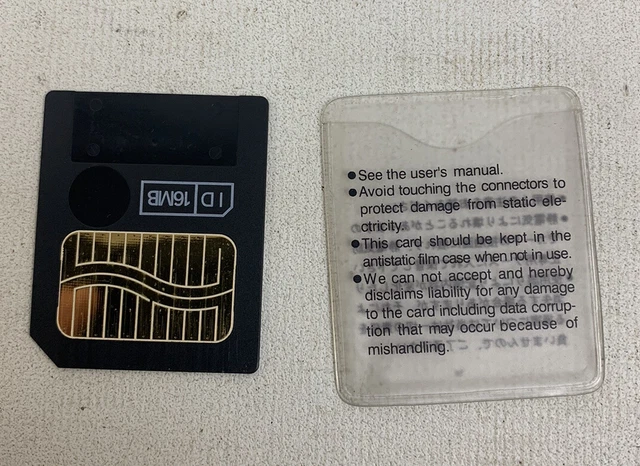 ID 16MB
●See the user's manual.
●Avoid touching the connectors to
protect damage from static ele-
ctricity.
●This card should be kept in the
antistatic film case when not in use.
●We can not accept and hereby
disclaims liability for any damage
to the card including data corrup-
tion that may occur because of
mishandling.